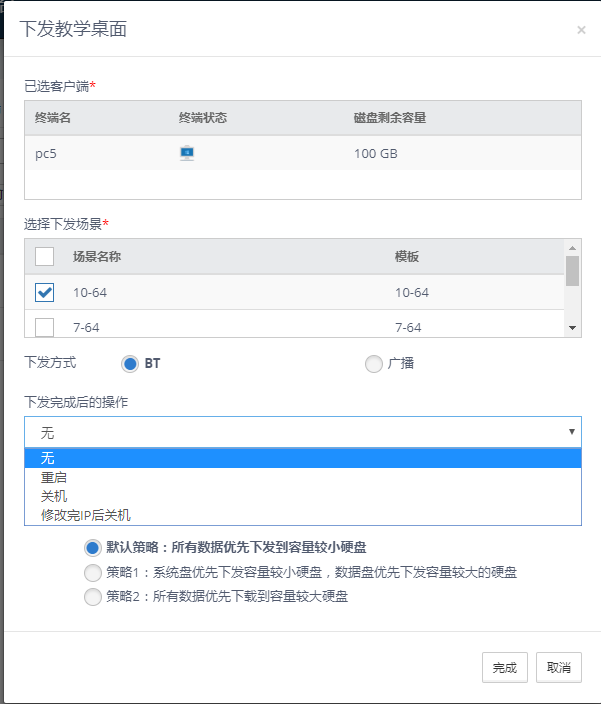 下发教学桌面
×
已选客户端*
终端名 终端状态 磁盘剩余容量
pc5 100 GB
选择下发场景*
场景名称 模板
10-64 10-64
7-64 7-64
下发方式 BT 广播
下发完成后的操作
无
无
重启
关机
修改完IP后关机
默认策略：所有数据优先下发到容量较小硬盘
策略1：系统盘优先下发容量较小硬盘，数据盘优先下发容量较大的硬盘
策略2：所有数据优先下载到容量较大硬盘
完成 取消